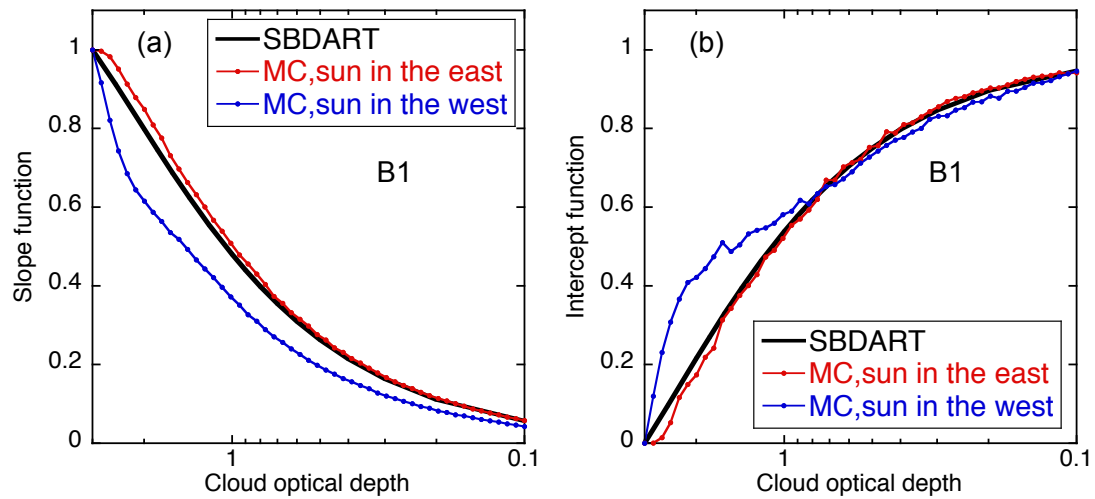 (a)
SBDART
MC,sun in the east
MC,sun in the west
B1
1
0.8
0.6
0.4
0.2
0
Slope function
1
0.1
Cloud optical depth
(b)
B1
SBDART
MC,sun in the east
MC,sun in the west
1
0.8
0.6
0.4
0.2
0
Intercept function
1
0.1
Cloud optical depth